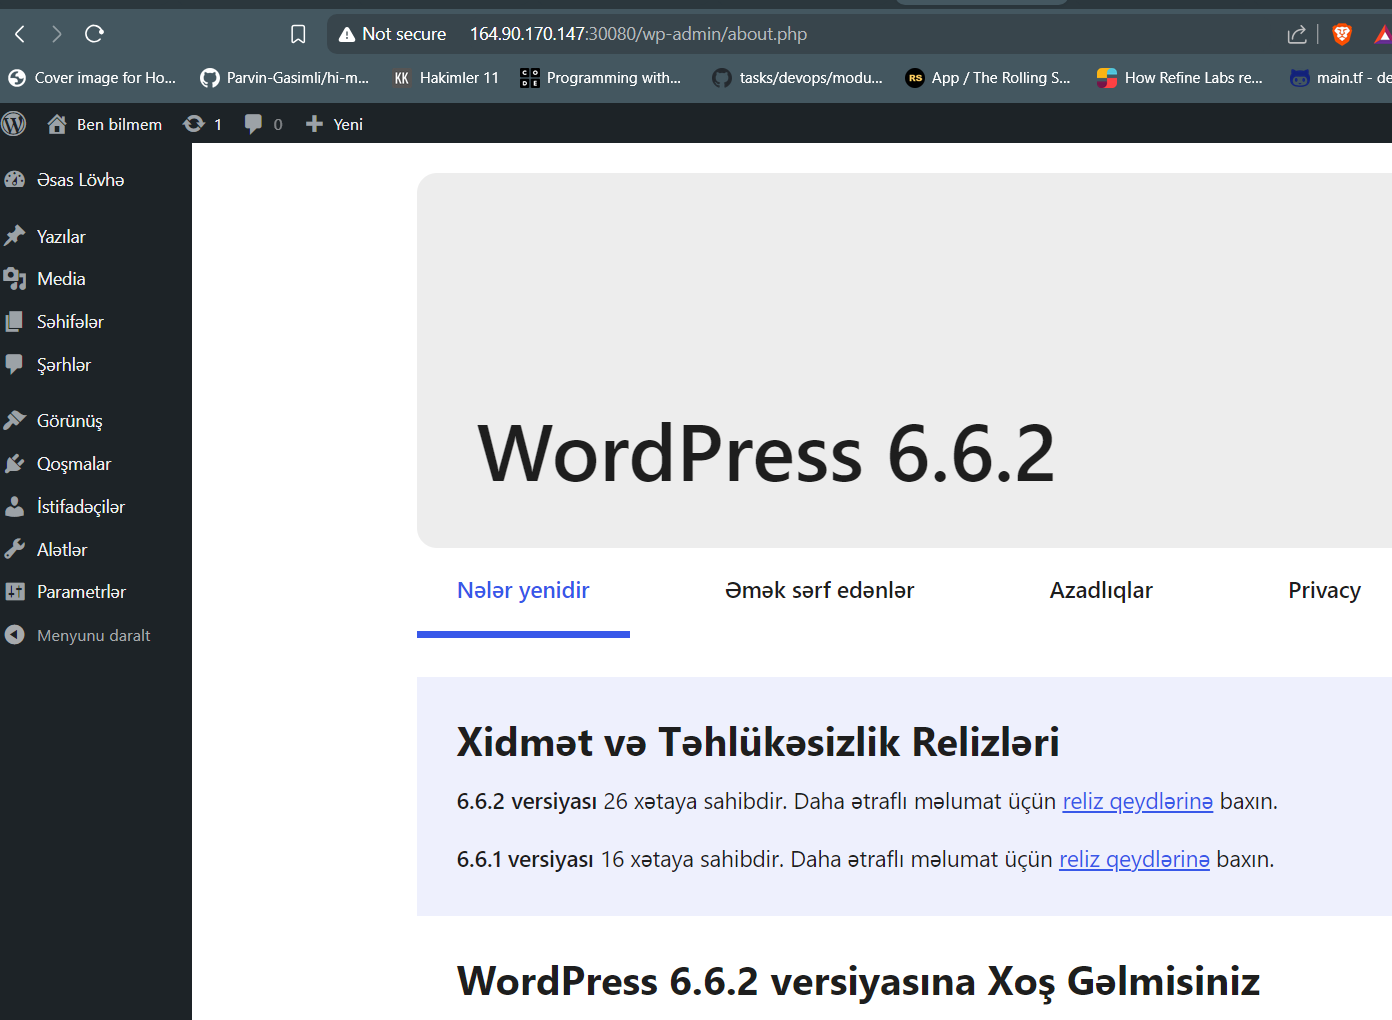 Not secure 164.90.170.147:30080/wp-admin/about.php
Cover image for Ho... Parvin-Gasimli/hi-m... KK Hakimler 11 CODE Programming with... tasks/devops/modu... RS App / The Rolling S... How Refine Labs re... main.tf - de
Ben bilmem 1 0 Yeni
Əsas Lövhə
Yazılar
Media
Səhifələr
Şərhlər
Görünüş
Qoşmalar
İstifadəçilər
Alətlər
Parametrlər
Menyunu daralt
WordPress 6.6.2
Nələr yenidir Əmək sərf edənlər Azadlıqlar Privacy
Xidmət və Təhlükəsizlik Relizləri
6.6.2 versiyası 26 xətaya sahibdir. Daha ətraflı məlumat üçün reliz qeydlərinə baxın.
6.6.1 versiyası 16 xətaya sahibdir. Daha ətraflı məlumat üçün reliz qeydlərinə baxın.
WordPress 6.6.2 versiyasına Xoş Gəlmisiniz